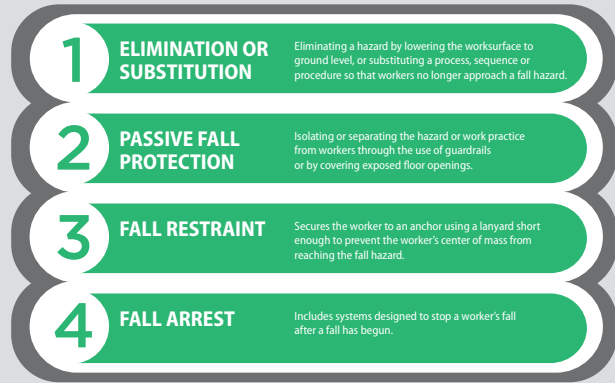 1
ELIMINATION OR
SUBSTITUTION
Eliminating a hazard by lowering the worksurface to
ground level, or substituting a process, sequence or
procedure so that workers no longer approach a fall hazard.
2
PASSIVE FALL
PROTECTION
Isolating or separating the hazard or work practice
from workers through the use of guardrails
or by covering exposed floor openings.
3
FALL RESTRAINT
Secures the worker to an anchor using a lanyard short
enough to prevent the worker's center of mass from
reaching the fall hazard.
4
FALL ARREST
Includes systems designed to stop a worker's fall
after a fall has begun.